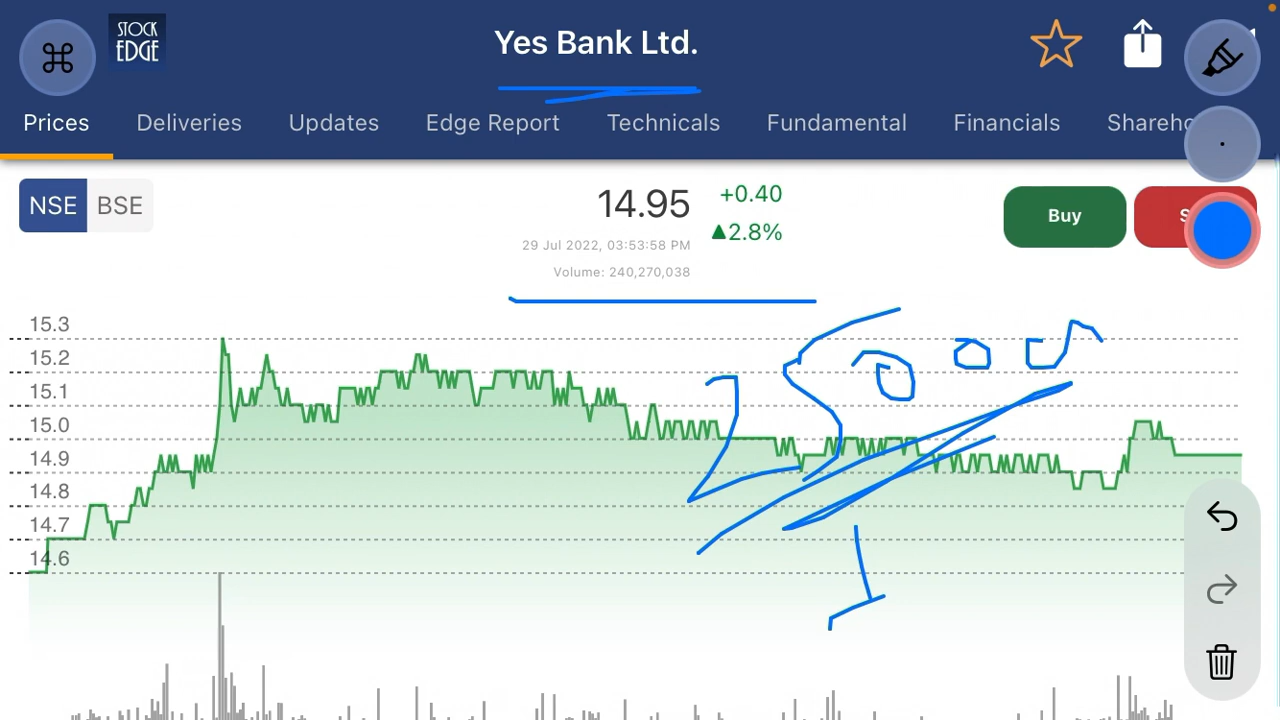 STOCK
EDGE
Yes Bank Ltd.
Prices Deliveries Updates Edge Report Technicals Fundamental Financials
NSE BSE
14.95 +0.40
▲2.8%
29 Jul 2022, 03:53:58 PM
Volume: 240,270,038
Buy
15.3
15.2
15.1
15.0
14.9
14.8
14.7
14.6
25000
1